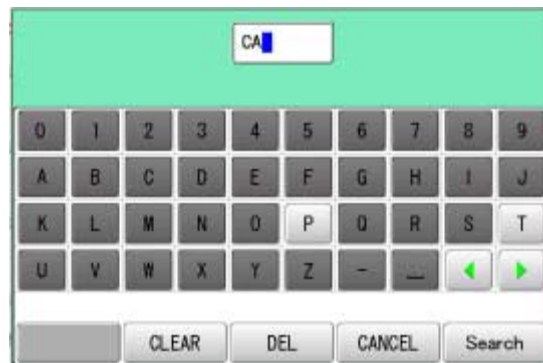 CA
0 1 2 3 4 5 6 7 8 9
A B C D E F G H I J
K L M N O P Q R S T
U V W X Y Z - _
CLEAR DEL CANCEL Search